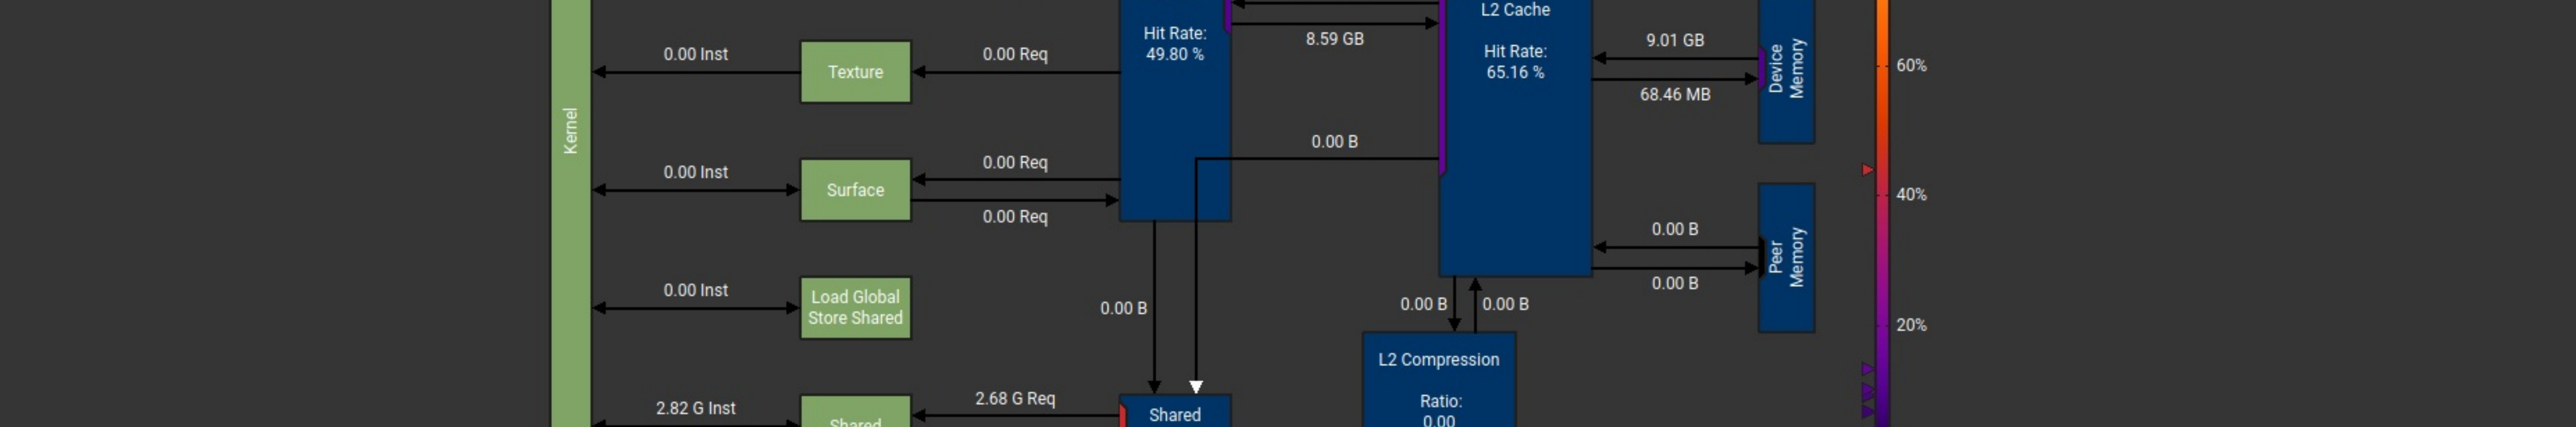 L2 Cache
Hit Rate:
49.80 %
8.59 GB
Hit Rate:
65.16 %
9.01 GB
68.46 MB
Device
Memory
60%
0.00 Inst
Texture
0.00 Req
Kernel
0.00 B
0.00 Inst
Surface
0.00 Req
0.00 Req
40%
0.00 B
0.00 B
Peer
Memory
0.00 Inst
Load Global
Store Shared
0.00 B
0.00 B
0.00 B
20%
L2 Compression
Ratio:
0.00
2.82 G Inst
Shared
2.68 G Req
Shared